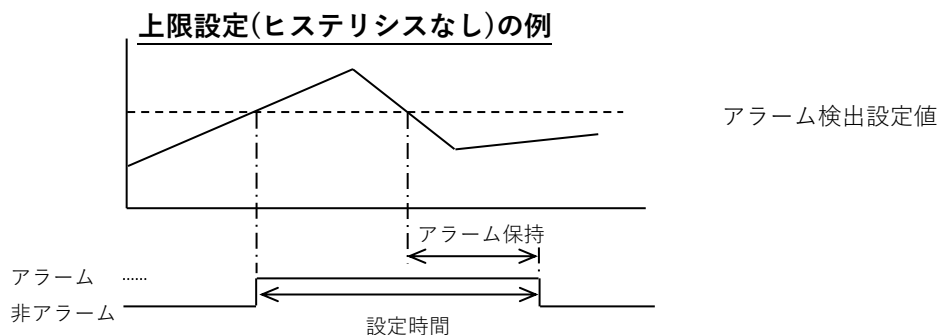 上限設定(ヒステリシスなし)の例
アラーム検出設定値
アラーム保持
アラーム ......
非アラーム
設定時間